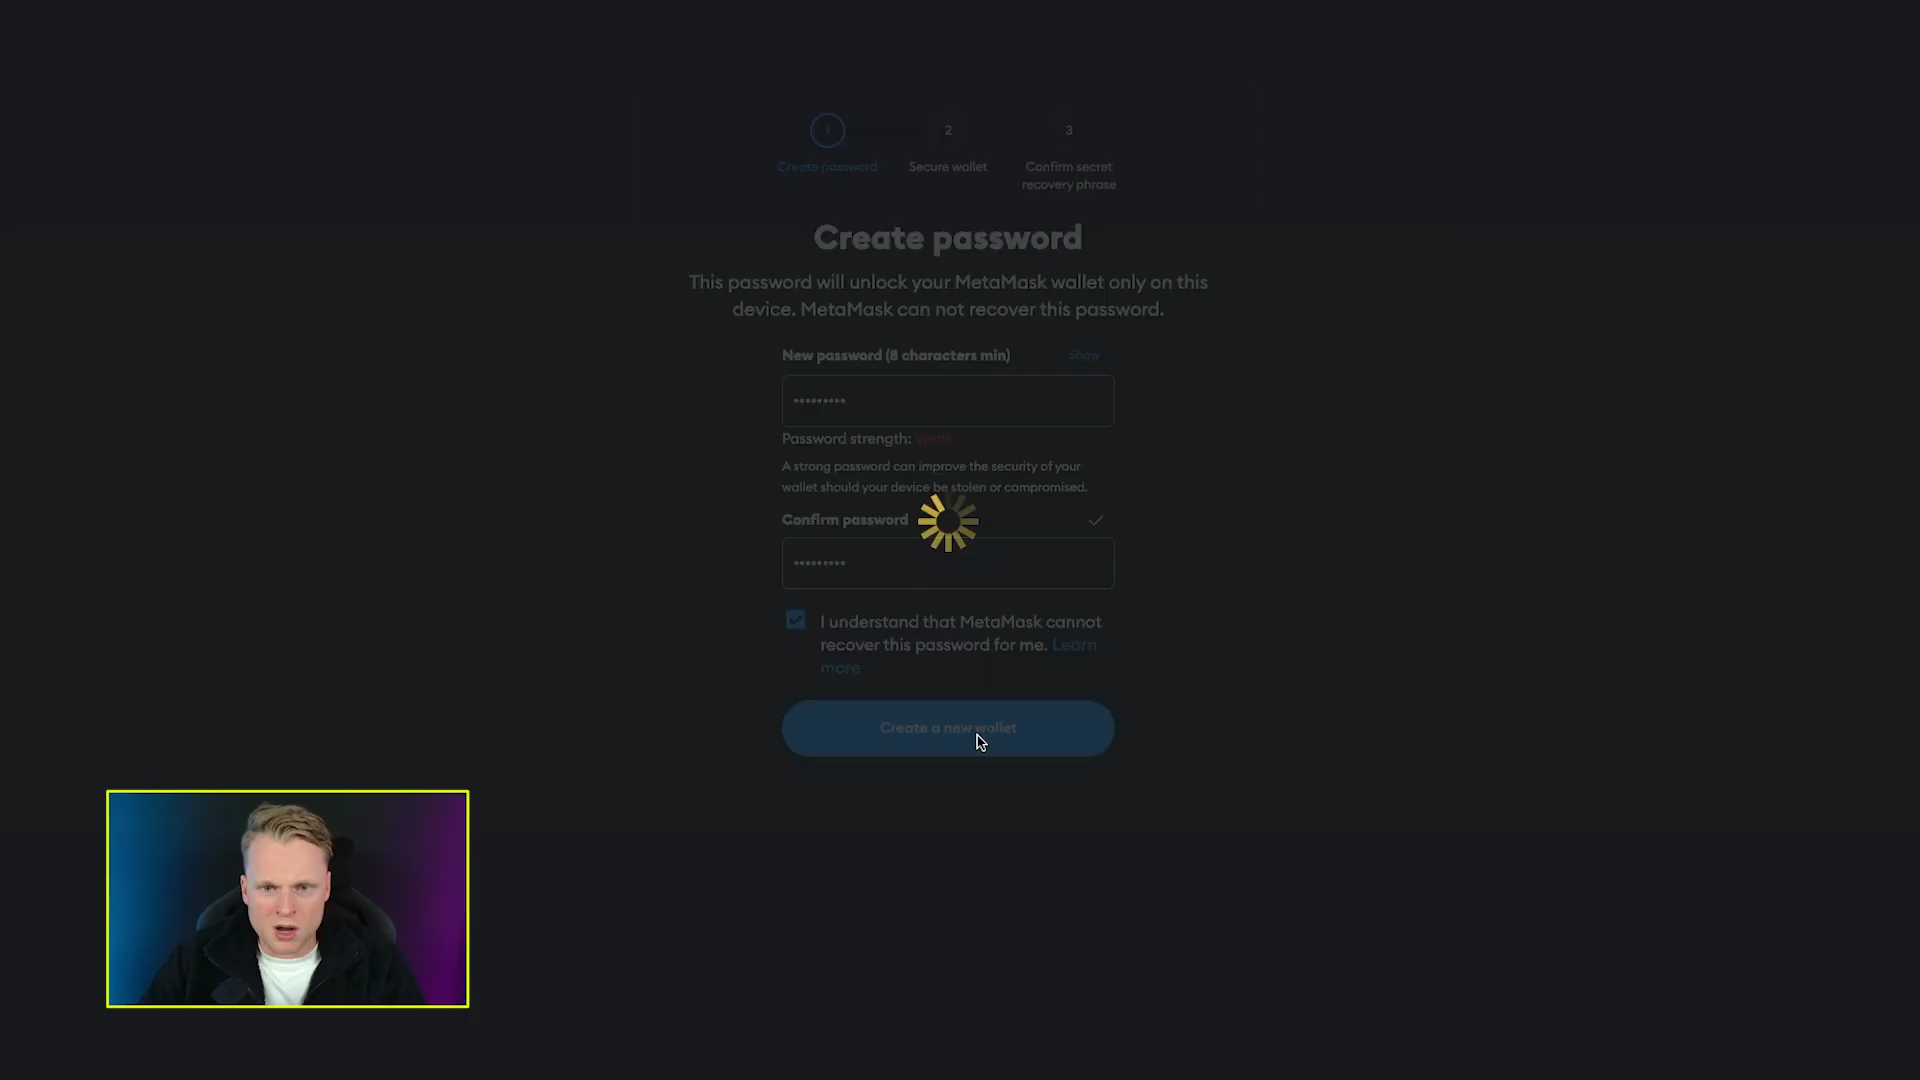 1
2
3
Create password
Secure wallet
Confirm secret
recovery phrase
Create password
This password will unlock your MetaMask wallet only on this
device. MetaMask can not recover this password.
New password (8 characters min)
Show
•••••••••
Password strength: Weak
A strong password can improve the security of your
wallet should your device be stolen or compromised.
Confirm password
•••••••••
I understand that MetaMask cannot
recover this password for me. Learn
more
Create a new wallet